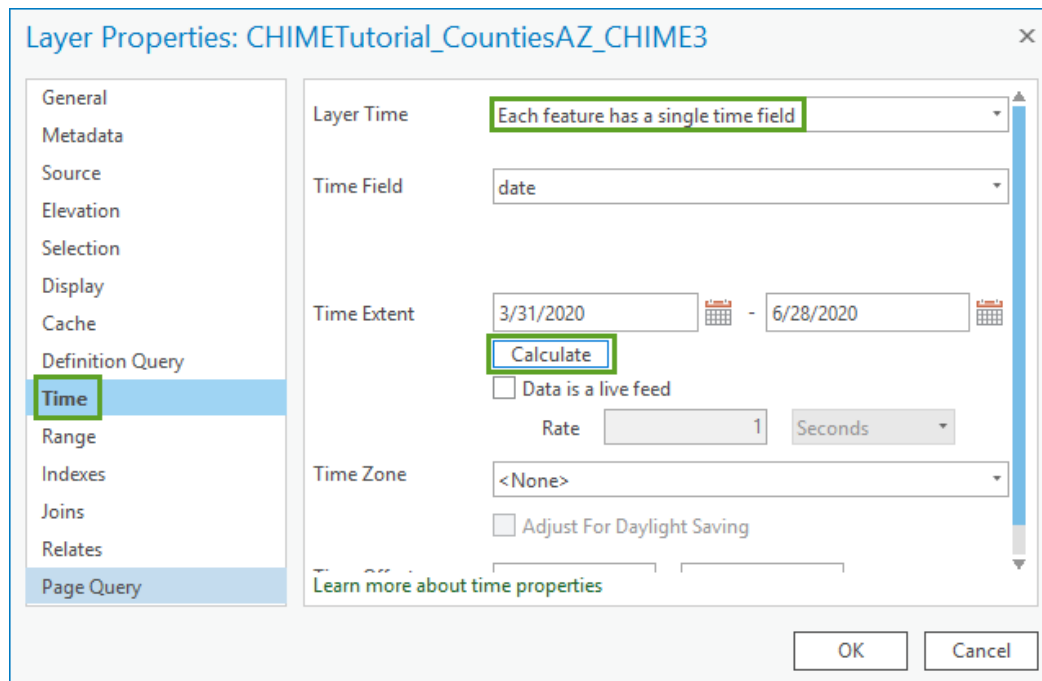 Layer Properties: CHIMETutorial_CountiesAZ_CHIME3
General
Metadata
Source
Elevation
Selection
Display
Cache
Definition Query
Time
Range
Indexes
Joins
Relates
Page Query
Layer Time
Each feature has a single time field
Time Field
date
Time Extent
3/31/2020 - 6/28/2020
Calculate
Data is a live feed
Rate 1 Seconds
Time Zone
<None>
Adjust For Daylight Saving
Learn more about time properties
OK Cancel